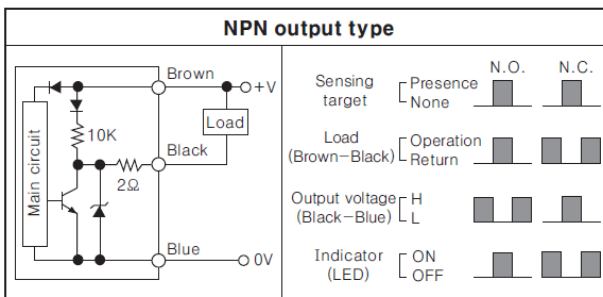 NPN output type
Brown
+V
Load
10K
Black
2Ω
Main circuit
Blue
0V
N.O. N.C.
Sensing target
Presence
None
Load
(Brown-Black)
Operation
Return
Output voltage
(Black-Blue)
H
L
Indicator
(LED)
ON
OFF